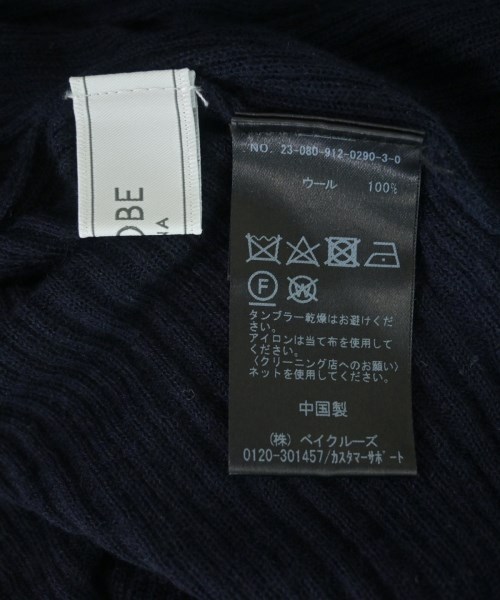 OBE
NA
NO. 23-080-912-0290-3-0
ウール 100%
F
W
タンブラー乾燥はお避けくだ
さい。
アイロンは当て布を使用して
ください。
〈クリーニング店へのお願い〉
ネットを使用してください。
中国製
(株) ベイクルーズ
0120-301457/カスタマーサポート